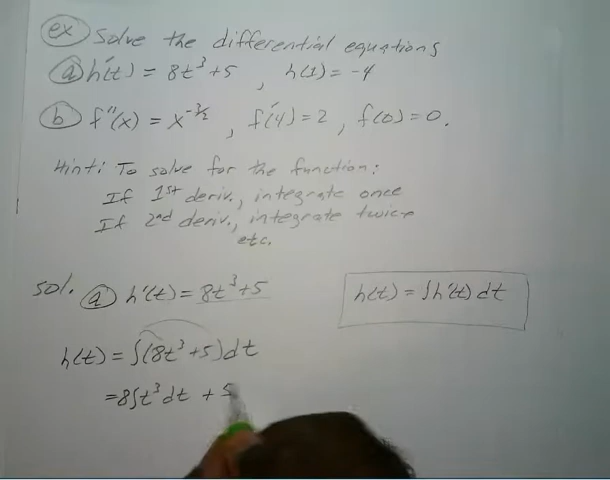 ex Solve the differential equations
a h'(t) = 8t³+5 , h(1) = -4
b f"(x) = x^(-3/2) , f'(4) = 2 , f(0) = 0.
Hint: To solve for the function:
If 1st deriv., integrate once
If 2nd deriv., integrate twice
etc.
sol. a h'(t) = 8t³+5
h(t) = ∫h'(t) dt
h(t) = ∫(8t³+5)dt
= 8∫t³dt + 5